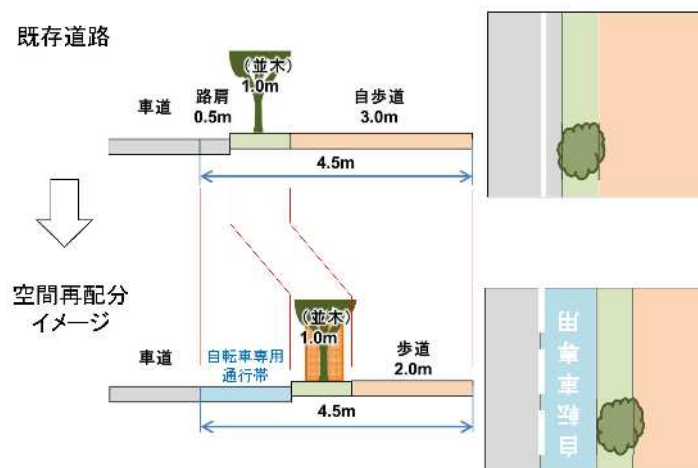 既存道路
(並木)
1.0m
車道
路肩
0.5m
自歩道
3.0m
4.5m
空間再配分
イメージ
(並木)
1.0m
車道
自転車専用
通行帯
歩道
2.0m
4.5m
自転車専用